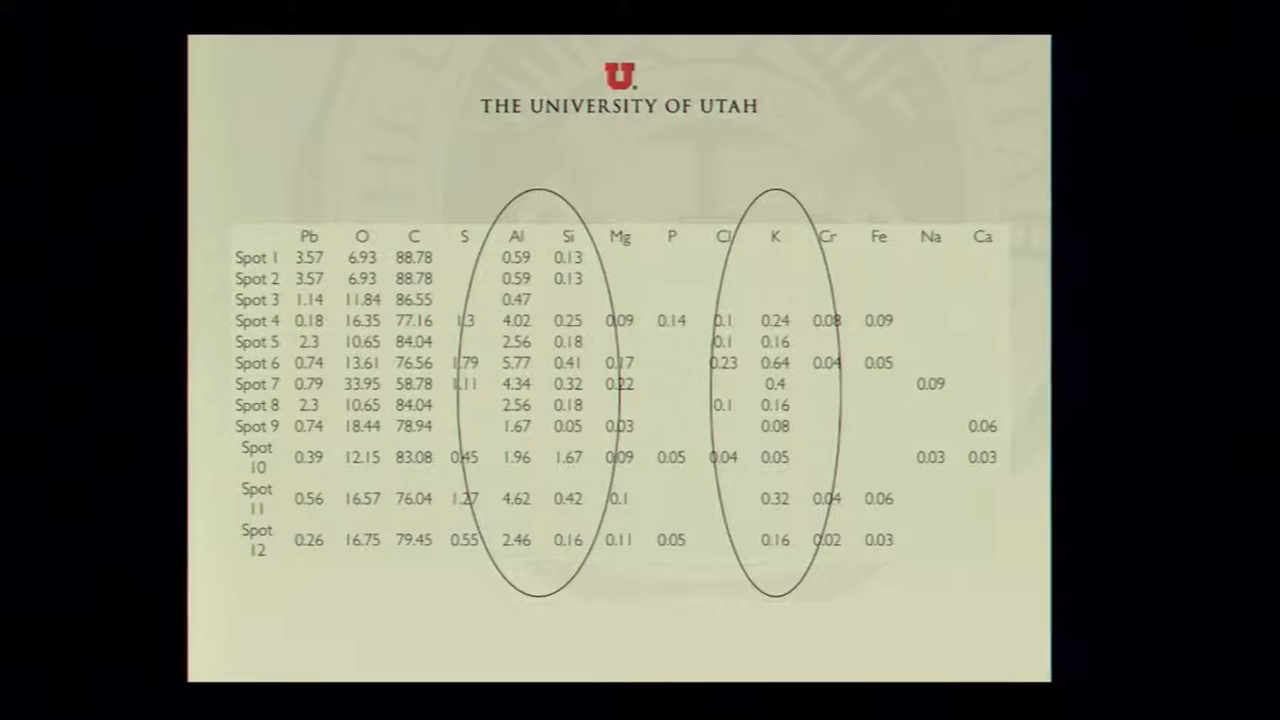 U.
THE UNIVERSITY OF UTAH
Pb O C S Al Si Mg P Cl K Cr Fe Na Ca
Spot 1 3.57 6.93 88.78 0.59 0.13
Spot 2 3.57 6.93 88.78 0.59 0.13
Spot 3 1.14 11.84 86.55 0.47
Spot 4 0.18 16.35 77.16 1.3 4.02 0.25 0.09 0.14 0.1 0.24 0.08 0.09
Spot 5 2.3 10.65 84.04 2.56 0.18 0.1 0.16
Spot 6 0.74 13.61 76.56 1.79 5.77 0.41 0.17 0.23 0.64 0.04 0.05
Spot 7 0.79 33.95 58.78 1.11 4.34 0.32 0.22 0.4 0.09
Spot 8 2.3 10.65 84.04 2.56 0.18 0.1 0.16
Spot 9 0.74 18.44 78.94 1.67 0.05 0.03 0.08 0.06
Spot
10 0.39 12.15 83.08 0.45 1.96 1.67 0.09 0.05 0.04 0.05 0.03 0.03
Spot
11 0.56 16.57 76.04 1.27 4.62 0.42 0.1 0.32 0.04 0.06
Spot
12 0.26 16.75 79.45 0.55 2.46 0.16 0.11 0.05 0.16 0.02 0.03